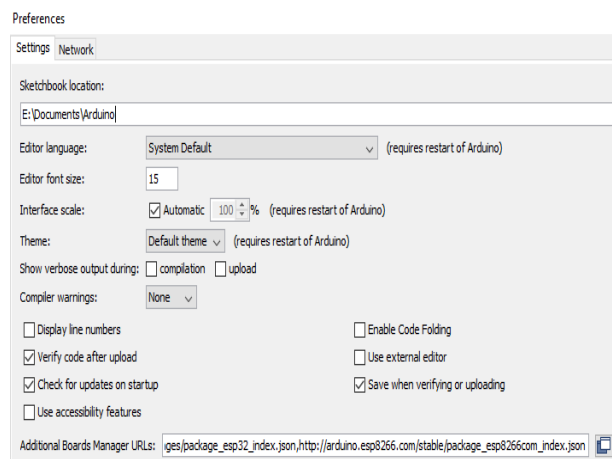 Preferences
Settings Network
Sketchbook location:
E:\Documents\Arduino
Editor language: System Default (requires restart of Arduino)
Editor font size: 15
Interface scale: Automatic 100 % (requires restart of Arduino)
Theme: Default theme (requires restart of Arduino)
Show verbose output during: compilation upload
Compiler warnings: None
Display line numbers Enable Code Folding
Verify code after upload Use external editor
Check for updates on startup Save when verifying or uploading
Use accessibility features
Additional Boards Manager URLs: ges/package_esp32_index.json,http://arduino.esp8266.com/stable/package_esp8266com_index.json